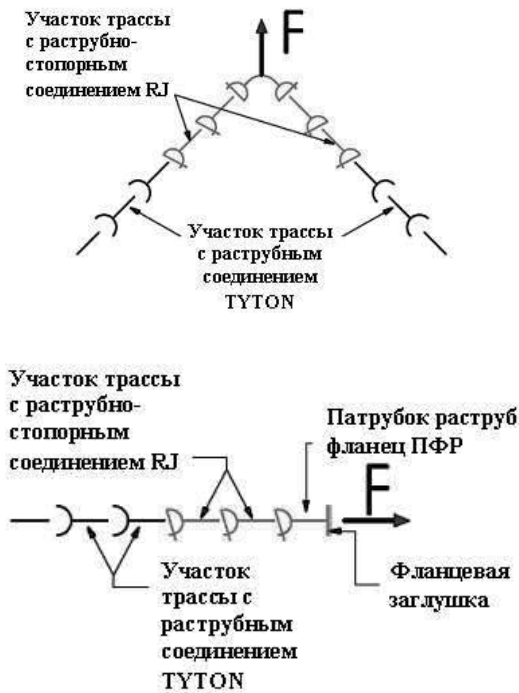 Участок трассы
с раструбно-
стопорным
соединением RJ
F
Участок трассы
с раструбным
соединением
TYTON
Участок трассы
с раструбно-
стопорным
соединением RJ
Патрубок раструб
фланец ПФР
F
Участок
трассы с
раструбным
соединением
TYTON
Фланцевая
заглушка